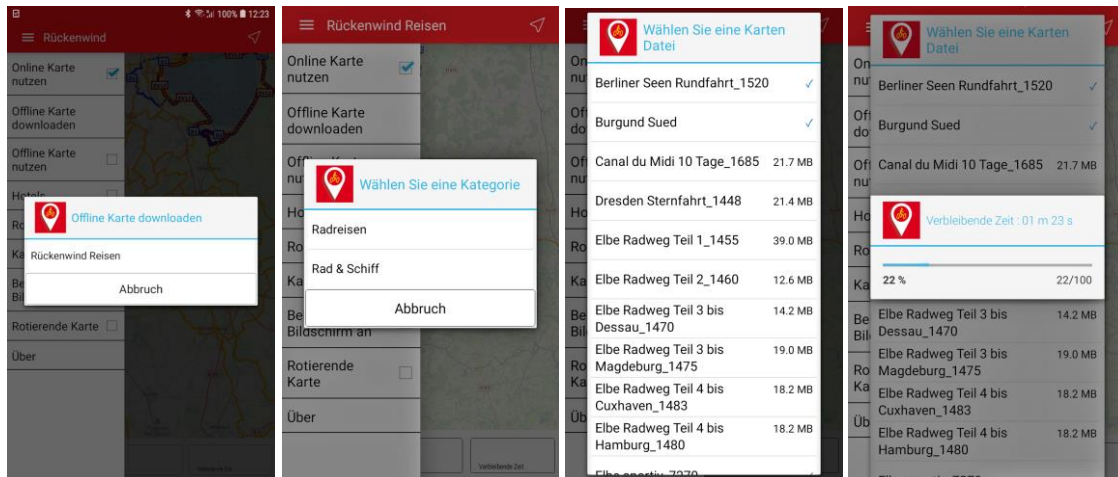 100% 12:23
Rückenwind
Online Karte
nutzen
Offline Karte
downloaden
Offline Karte
nutzen
Hotels
Offline Karte downloaden
Rückenwind Reisen
Abbruch
Rotierende Karte
Über
Rückenwind Reisen
Online Karte
nutzen
Offline Karte
downloaden
Wählen Sie eine Kategorie
Radreisen
Rad & Schiff
Abbruch
Bildschirm an
Rotierende
Karte
Über
Verbleibende Zeit
Wählen Sie eine Karten
Datei
Berliner Seen Rundfahrt_1520
Burgund Sued
Canal du Midi 10 Tage_1685 21.7 MB
Dresden Sternfahrt_1448 21.4 MB
Elbe Radweg Teil 1_1455 39.0 MB
Elbe Radweg Teil 2_1460 12.6 MB
Elbe Radweg Teil 3 bis 14.2 MB
Dessau_1470
Elbe Radweg Teil 3 bis 19.0 MB
Magdeburg_1475
Elbe Radweg Teil 4 bis 18.2 MB
Cuxhaven_1483
Elbe Radweg Teil 4 bis 18.2 MB
Hamburg_1480
Wählen Sie eine Karten
Datei
Berliner Seen Rundfahrt_1520
Burgund Sued
Canal du Midi 10 Tage_1685 21.7 MB
Verbleibende Zeit : 01 m 23 s
22 % 22/100
Elbe Radweg Teil 3 bis 14.2 MB
Dessau_1470
Elbe Radweg Teil 3 bis 19.0 MB
Magdeburg_1475
Elbe Radweg Teil 4 bis 18.2 MB
Cuxhaven_1483
Elbe Radweg Teil 4 bis 18.2 MB
Hamburg_1480